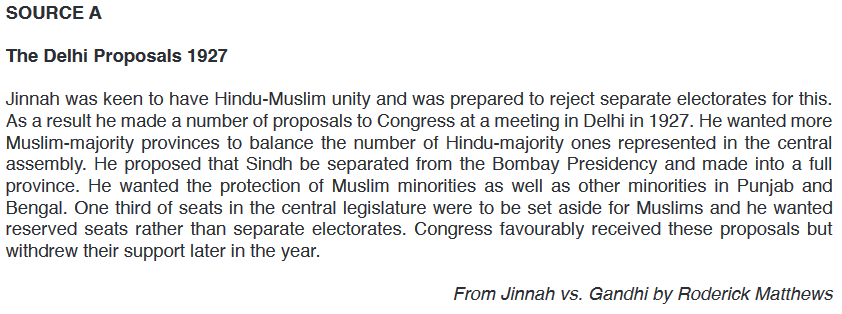 SOURCE A
The Delhi Proposals 1927
Jinnah was keen to have Hindu-Muslim unity and was prepared to reject separate electorates for this.
As a result he made a number of proposals to Congress at a meeting in Delhi in 1927. He wanted more
Muslim-majority provinces to balance the number of Hindu-majority ones represented in the central
assembly. He proposed that Sindh be separated from the Bombay Presidency and made into a full
province. He wanted the protection of Muslim minorities as well as other minorities in Punjab and
Bengal. One third of seats in the central legislature were to be set aside for Muslims and he wanted
reserved seats rather than separate electorates. Congress favourably received these proposals but
withdrew their support later in the year.
From Jinnah vs. Gandhi by Roderick Matthews